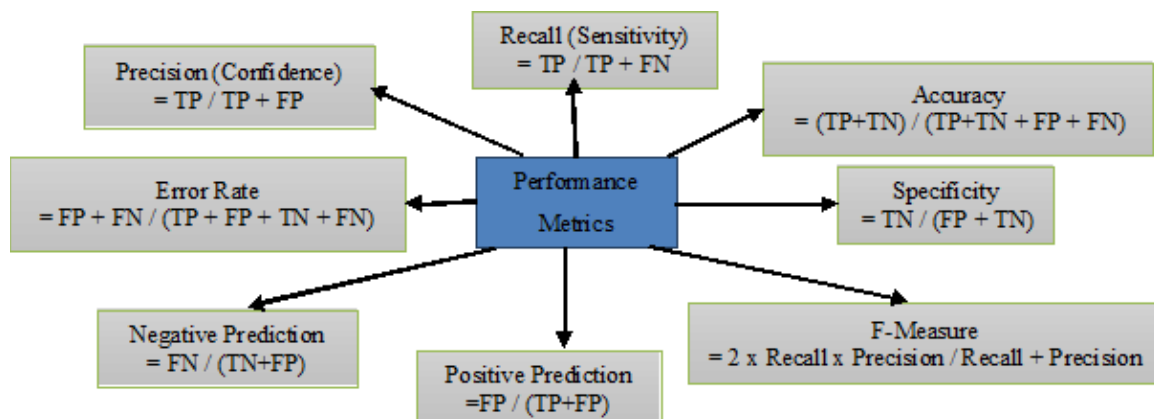 Recall (Sensitivity)
= TP / TP + FN
Precision (Confidence)
= TP / TP + FP
Accuracy
= (TP+TN) / (TP+TN + FP + FN)
Error Rate
= FP + FN / (TP + FP + TN + FN)
Performance
Metrics
Specificity
= TN / (FP + TN)
Negative Prediction
= FN / (TN+FP)
Positive Prediction
=FP / (TP+FP)
F-Measure
= 2 x Recall x Precision / Recall + Precision